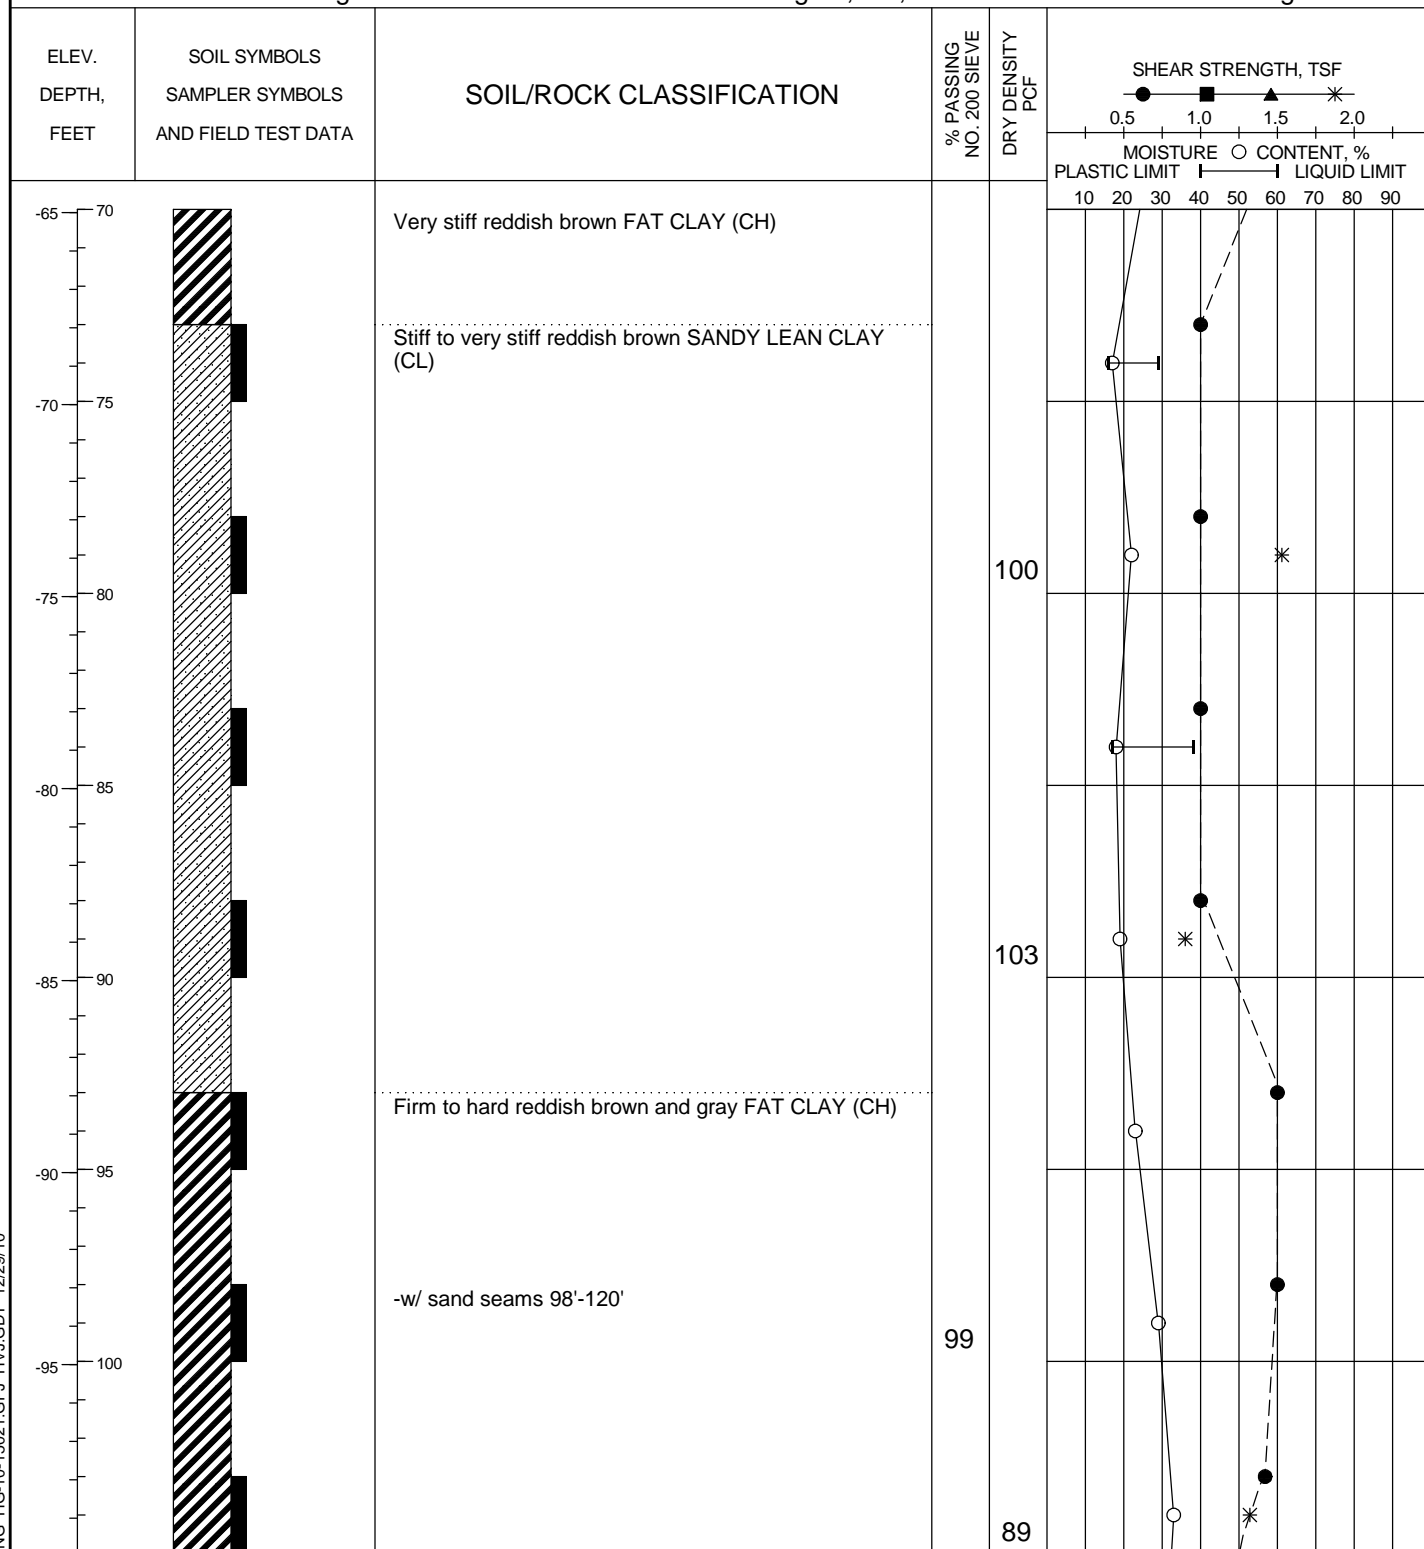 ELEV.
DEPTH,
FEET
SOIL SYMBOLS
SAMPLER SYMBOLS
AND FIELD TEST DATA
SOIL/ROCK CLASSIFICATION
% PASSING
NO. 200 SIEVE
DRY DENSITY
PCF
SHEAR STRENGTH, TSF
0.5 1.0 1.5 2.0
MOISTURE CONTENT, %
PLASTIC LIMIT LIQUID LIMIT
10 20 30 40 50 60 70 80 90
-65 70
Very stiff reddish brown FAT CLAY (CH)
Stiff to very stiff reddish brown SANDY LEAN CLAY
(CL)
-70 75
100
-75 80
-80 85
103
-85 90
Firm to hard reddish brown and gray FAT CLAY (CH)
-90 95
-w/ sand seams 98'-120'
99
-95 100
89